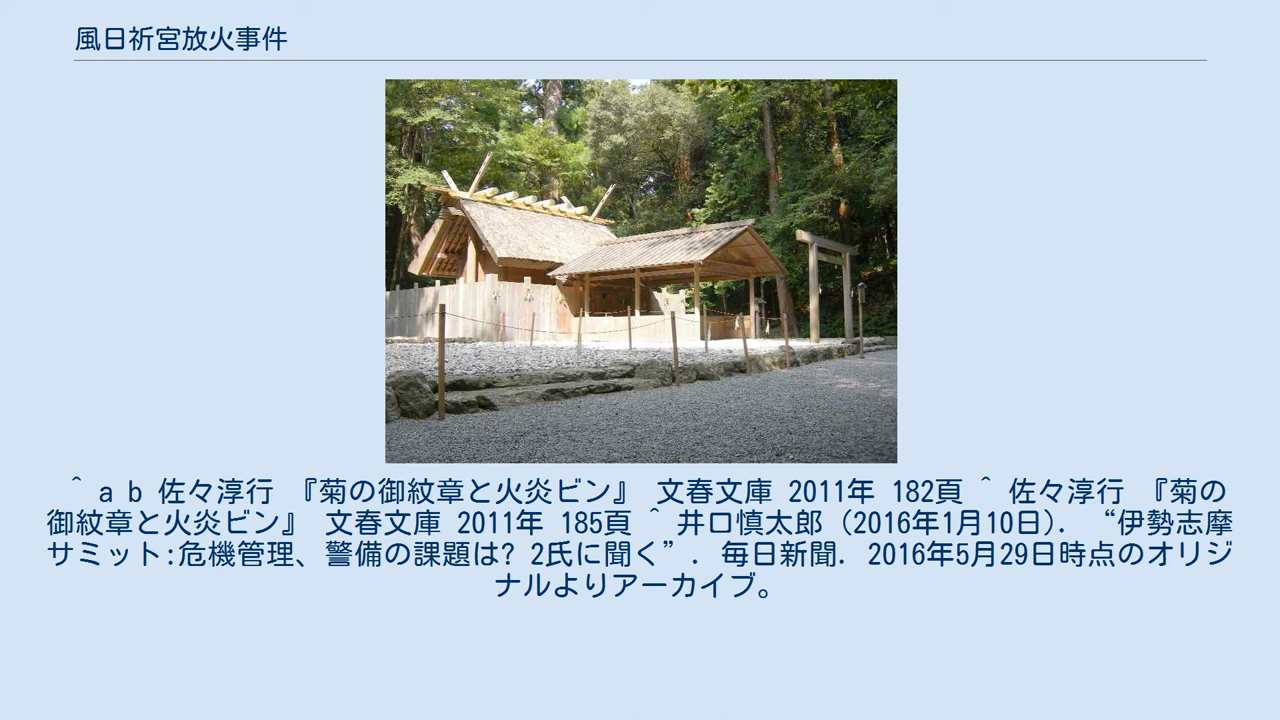 風日祈宮放火事件
^ a b 佐々淳行 『菊の御紋章と火炎ビン』 文春文庫 2011年 182頁 ^ 佐々淳行 『菊の
御紋章と火炎ビン』 文春文庫 2011年 185頁 ^ 井口慎太郎 (2016年1月10日). “伊勢志摩
サミット:危機管理、警備の課題は? 2氏に聞く”. 毎日新聞. 2016年5月29日時点のオリジ
ナルよりアーカイブ。